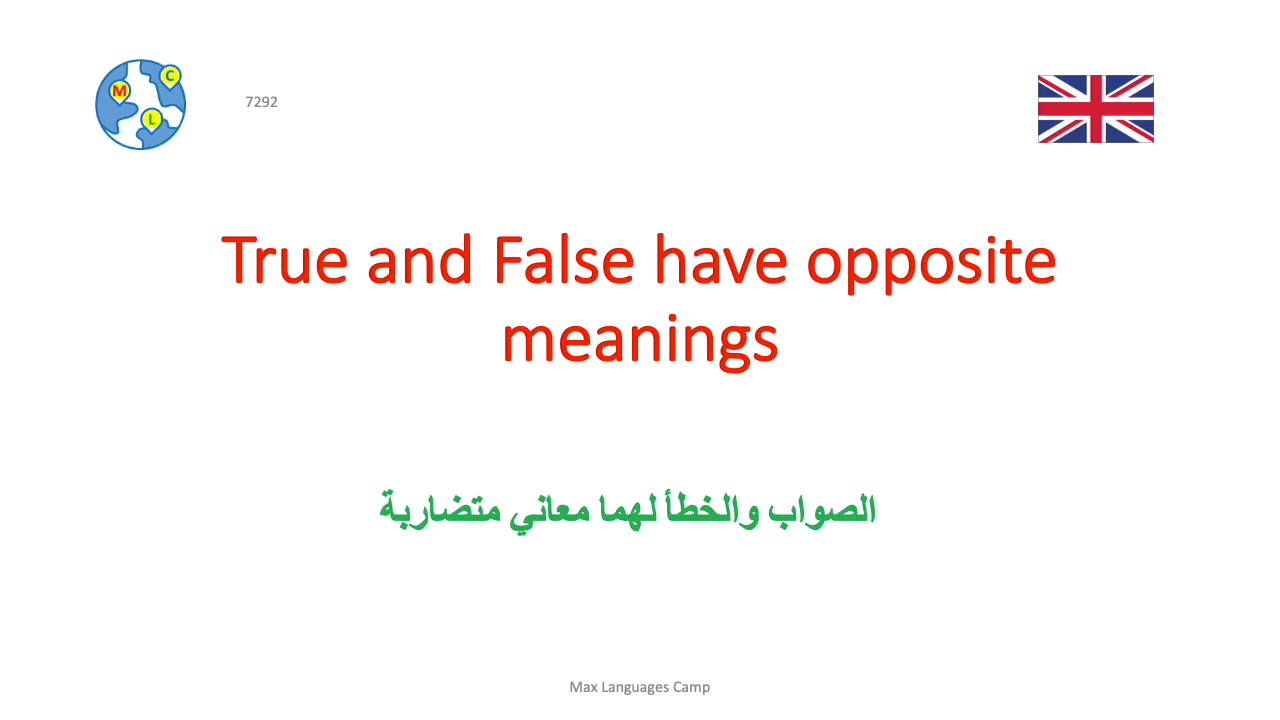 M
C
L
7292
True and False have opposite
meanings
الصواب والخطأ لهما معاني متضاربة
Max Languages Camp